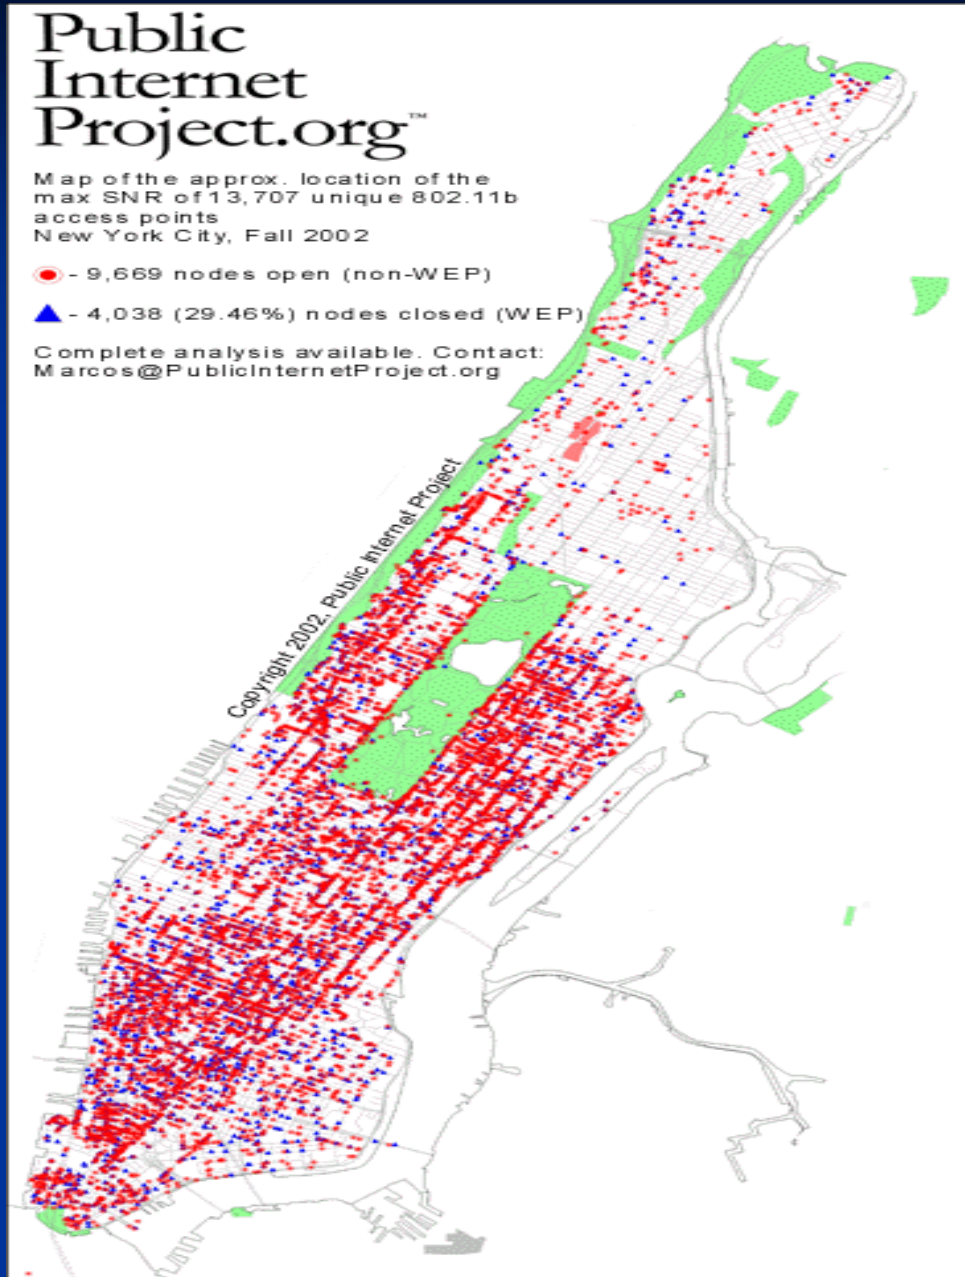 Public
Internet
Project.org™
Map of the approx. location of the
max SNR of 13,707 unique 802.11b
access points
New York City, Fall 2002
- 9,669 nodes open (non-WEP)
- 4,038 (29.46%) nodes closed (WEP)
Complete analysis available. Contact:
Marcos@PublicInternetProject.org
Copyright 2002, Public Internet Project